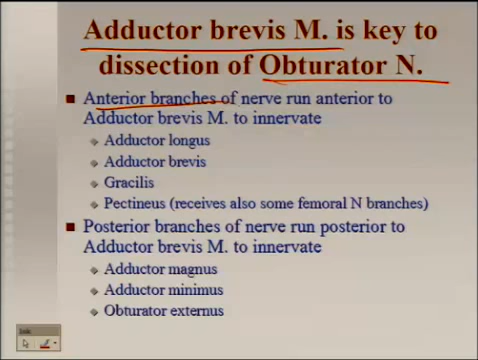 Adductor brevis M. is key to
dissection of Obturator N.
Anterior branches of nerve run anterior to
Adductor brevis M. to innervate
Adductor longus
Adductor brevis
Gracilis
Pectineus (receives also some femoral N branches)
Posterior branches of nerve run posterior to
Adductor brevis M. to innervate
Adductor magnus
Adductor minimus
Obturator externus